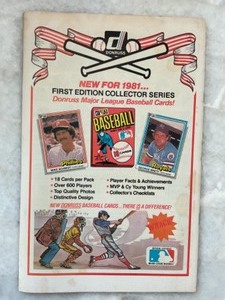 DONRUSS
NEW FOR 1981...
FIRST EDITION COLLECTOR SERIES
Donruss Major League Baseball Cards!
Phillies
BASEBALL
• 18 Cards per Pack
• Over 600 Players
• Top Quality Photos
• Distinctive Design
• Player Facts & Achievements
• MVP & Cy Young Winners
• Collector's Checklists
NEW DONRUSS BASEBALL CARDS... THERE IS A DIFFERENCE!